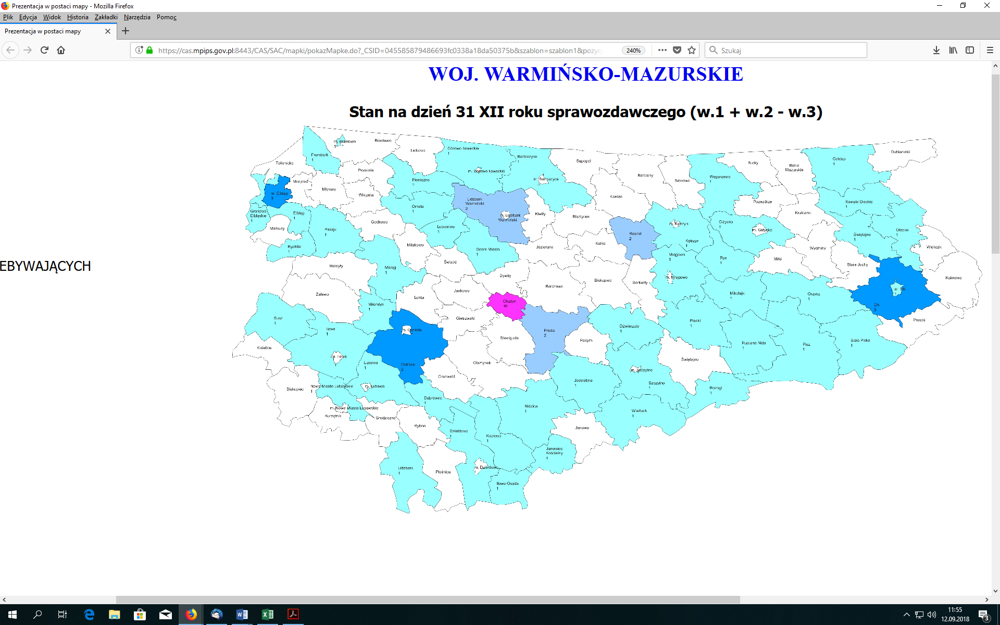 Prezentacja w postaci mapy - Mozilla Firefox
Plik Edycja Widok Historia Zakładki Narzędzia Pomoc
Prezentacja w postaci mapy
https://cas.mpips.gov.pl:8443/CAS/SAC/mapki/pokazMapke.do?_CSID=045585879486693fc0338a18da50375b&szablon=szablon1&pozyc
240%
Szukaj
WOJ. WARMIŃSKO-MAZURSKIE
Stan na dzień 31 XII roku sprawozdawczego (w.1 + w.2 - w.3)
EBYWAJĄCYCH
m. Braniewo
1
Braniewo
Lelkowo
Górowo Iławeckie
1
Bartoszyce
1
Frombork
1
Tolkmicko
Płoskinia
m. Górowo Iławeckie
Sępopol
Barciany
Srokowo
Węgorzewo
1
Budry
Banie
Mazurskie
Gołdap
1
Dubeninki
Milejewo
Młynary
Wilczęta
Pieniężno
1
m. Bartoszyce
Korsze
Pozezdrze
Kruklanki
Kowale Oleckie
1
m. Elbląg
3
Lidzbark
Warmiński
2
m. Lidzbark
Warmiński
Orneta
1
Kiwity
Bisztynek
Gronowo
Elbląskie
1
Elbląg
1
Markusy
Pasłęk
1
Godkowo
Lubomino
1
Reszel
2
m. Kętrzyn
Kętrzyn
1
Giżycko
1
m. Giżycko
Świętajno
1
Olecko
1
Wieliczki
Rychliki
1
Miłakowo
Dobre Miasto
1
Jeziorany
Kolno
Mrągowo
1
Ryn
1
Miłki
Wydminy
Stare Juchy
Kalinowo
Małdyty
Morąg
1
Świątki
Dywity
Barczewo
Biskupiec
Sorkwity
m. Mrągowo
Zalewo
Łukta
Jankowo
Olsztyn
10
Mikołajki
1
Orzysz
1
m. Ełk
1
Ełk
3
Prostki
Miłomłyn
1
Gietrzwałd
Susz
1
Iława
1
m. Ostróda
Ostróda
3
Stawiguda
Pruda
2
Pasym
Dźwierzuty
1
Piecki
1
Ruciane-Nida
1
Pisz
1
Biała Piska
1
Kisielice
m. Iława
Lubawa
1
Olsztynek
Świętajno
Grunwald
m. Szczytno
Szczytno
1
Jedwabno
1
Rozogi
1
Biskupiec
Nowe Miasto Lubawskie
1
m. Lubawa
Dąbrówno
1
Nidzica
1
Wielbark
1
m. Nowe Miasto Lubawskie
Kurzętnik
Grodziczno
Rybno
Działdowo
1
Kozłowo
1
Janowo
Janowiec
Kościelny
1
Lidzbark
1
Płośnica
m. Działdowo
Iłowo-Osada
1
11:55
12.09.2018
3